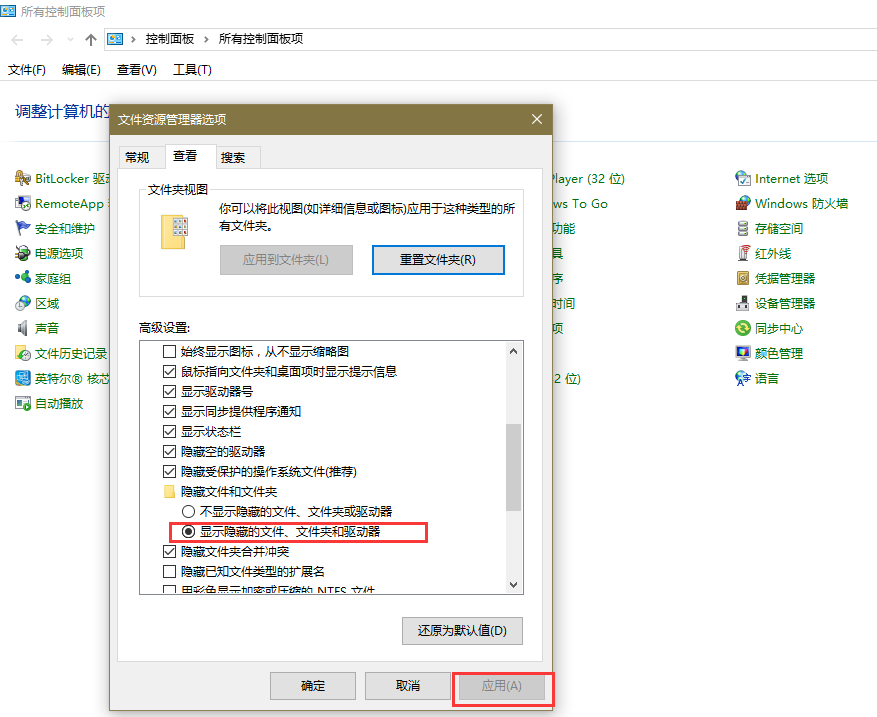 所有控制面板项
控制面板 › 所有控制面板项
文件(F) 编辑(E) 查看(V) 工具(T)
调整计算机的
文件资源管理器选项
常规 查看 搜索
文件夹视图
你可以将此视图(如详细信息或图标)应用于这种类型的所
有文件夹。
应用到文件夹(L) 重置文件夹(R)
高级设置:
始终显示图标，从不显示缩略图
鼠标指向文件夹和桌面项时显示提示信息
显示驱动器号
显示同步提供程序通知
显示状态栏
隐藏空的驱动器
隐藏受保护的操作系统文件(推荐)
隐藏文件和文件夹
不显示隐藏的文件、文件夹或驱动器
显示隐藏的文件、文件夹和驱动器
隐藏文件夹合并冲突
隐藏已知文件类型的扩展名
用彩色显示加密或压缩的 NTFS 文件
还原为默认值(D)
确定 取消 应用(A)
BitLocker 驱动
RemoteApp
安全和维护
电源选项
家庭组
区域
声音
文件历史记录
英特尔® 核芯
自动播放
Player (32 位)
ws To Go
功能
具
序
时间
项
2 位)
Internet 选项
Windows 防火墙
存储空间
红外线
凭据管理器
设备管理器
同步中心
颜色管理
语言